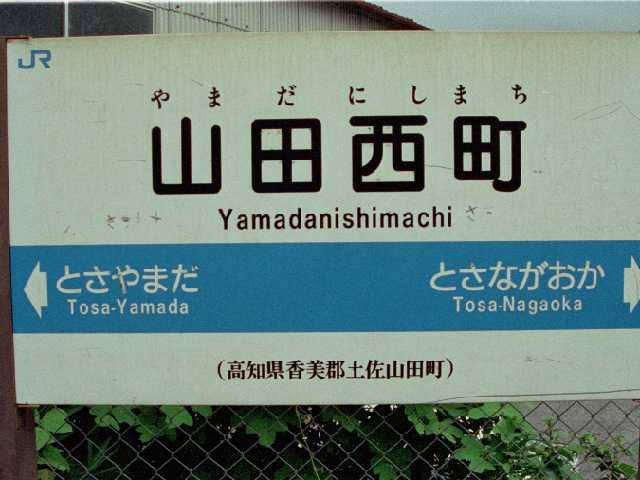 JR
やまだにしまち
山田西町
Yamadanishimachi
とさやまだ とさながおか
Tosa-Yamada Tosa-Nagaoka
(高知県香美郡土佐山田町)